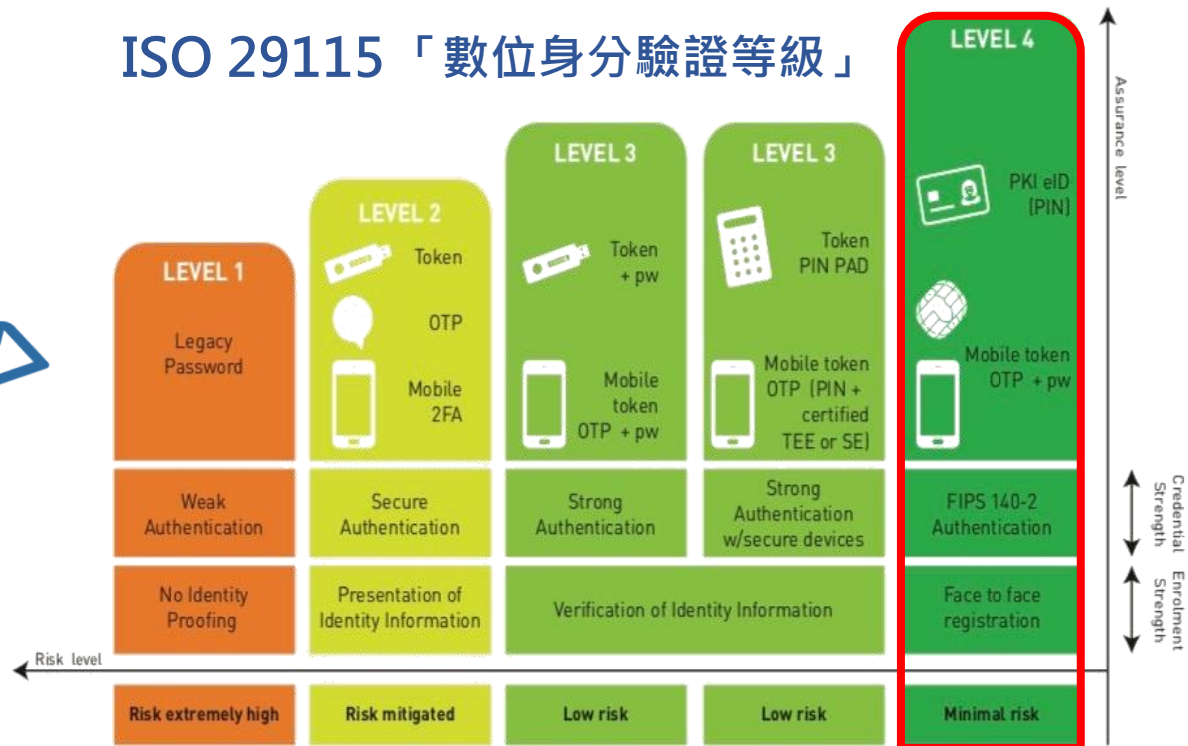 ISO 29115「數位身分驗證等級」
LEVEL 1
Legacy
Password
Weak
Authentication
No Identity
Proofing
Risk extremely high
LEVEL 2
Token
OTP
Mobile
2FA
Secure
Authentication
Presentation of
Identity Information
Risk mitigated
LEVEL 3
Token
+ pw
Mobile
token
OTP + pw
Strong
Authentication
LEVEL 3
Token
PIN PAD
Mobile token
OTP (PIN +
certified
TEE or SE)
Strong
Authentication
w/secure devices
Verification of Identity Information
Low risk
Low risk
LEVEL 4
PKI eID
(PIN)
Mobile token
OTP + pw
FIPS 140-2
Authentication
Face to face
registration
Minimal risk
Assurance level
Credential
Strength
Enrolment
Strength
Risk level